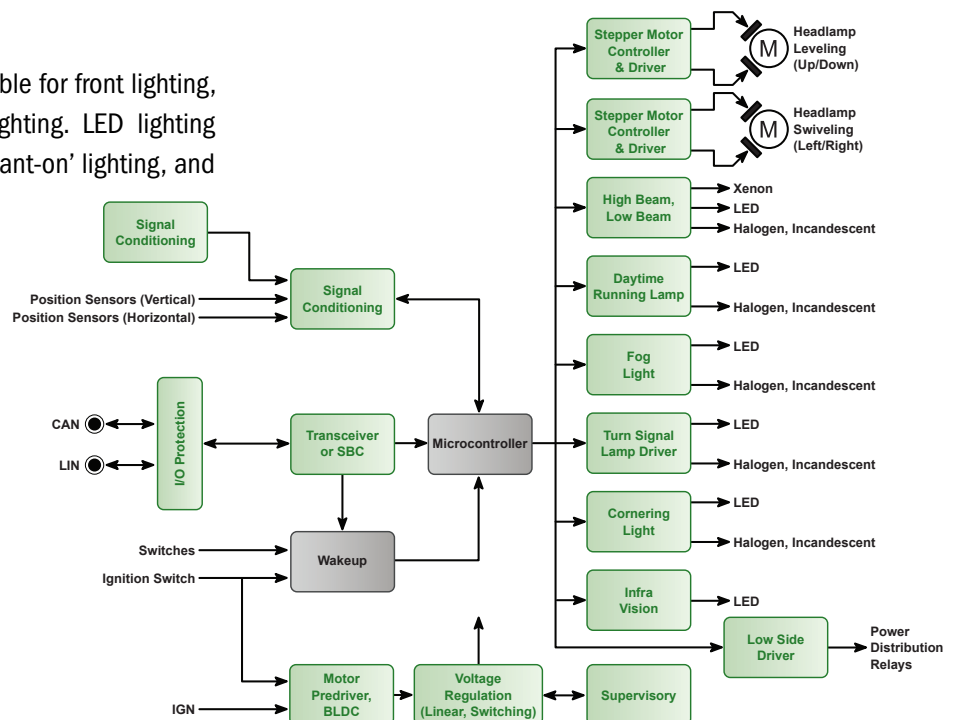 ble for front lighting,
ghting. LED lighting
ant-on’ lighting, and
Stepper Motor
Controller
& Driver
M
Headlamp
Leveling
(Up/Down)
Stepper Motor
Controller
& Driver
M
Headlamp
Swiveling
(Left/Right)
High Beam,
Low Beam
Xenon
LED
Halogen, Incandescent
Signal
Conditioning
Signal
Conditioning
Position Sensors (Vertical)
Position Sensors (Horizontal)
Daytime
Running Lamp
LED
Halogen, Incandescent
Fog
Light
LED
Halogen, Incandescent
CAN
LIN
I/O Protection
Transceiver
or SBC
Microcontroller
Turn Signal
Lamp Driver
LED
Halogen, Incandescent
Cornering
Light
LED
Halogen, Incandescent
Switches
Ignition Switch
Wakeup
Infra
Vision
LED
Low Side
Driver
Power
Distribution
Relays
IGN
Motor
Predriver,
BLDC
Voltage
Regulation
(Linear, Switching)
Supervisory